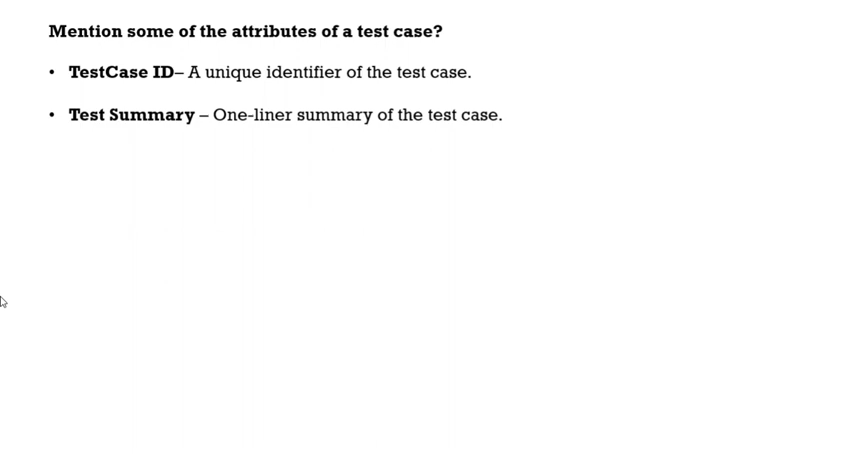 Mention some of the attributes of a test case?
• TestCase ID– A unique identifier of the test case.
• Test Summary – One-liner summary of the test case.